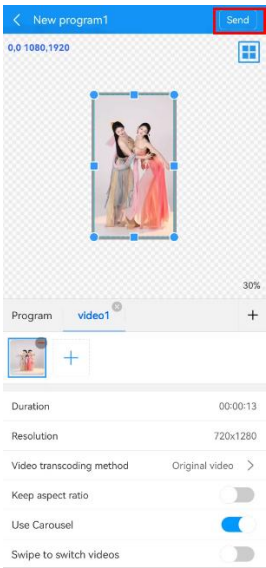 New program1 Send
0,0 1080,1920
30%
Program video1
Duration 00:00:13
Resolution 720x1280
Video transcoding method Original video
Keep aspect ratio
Use Carousel
Swipe to switch videos